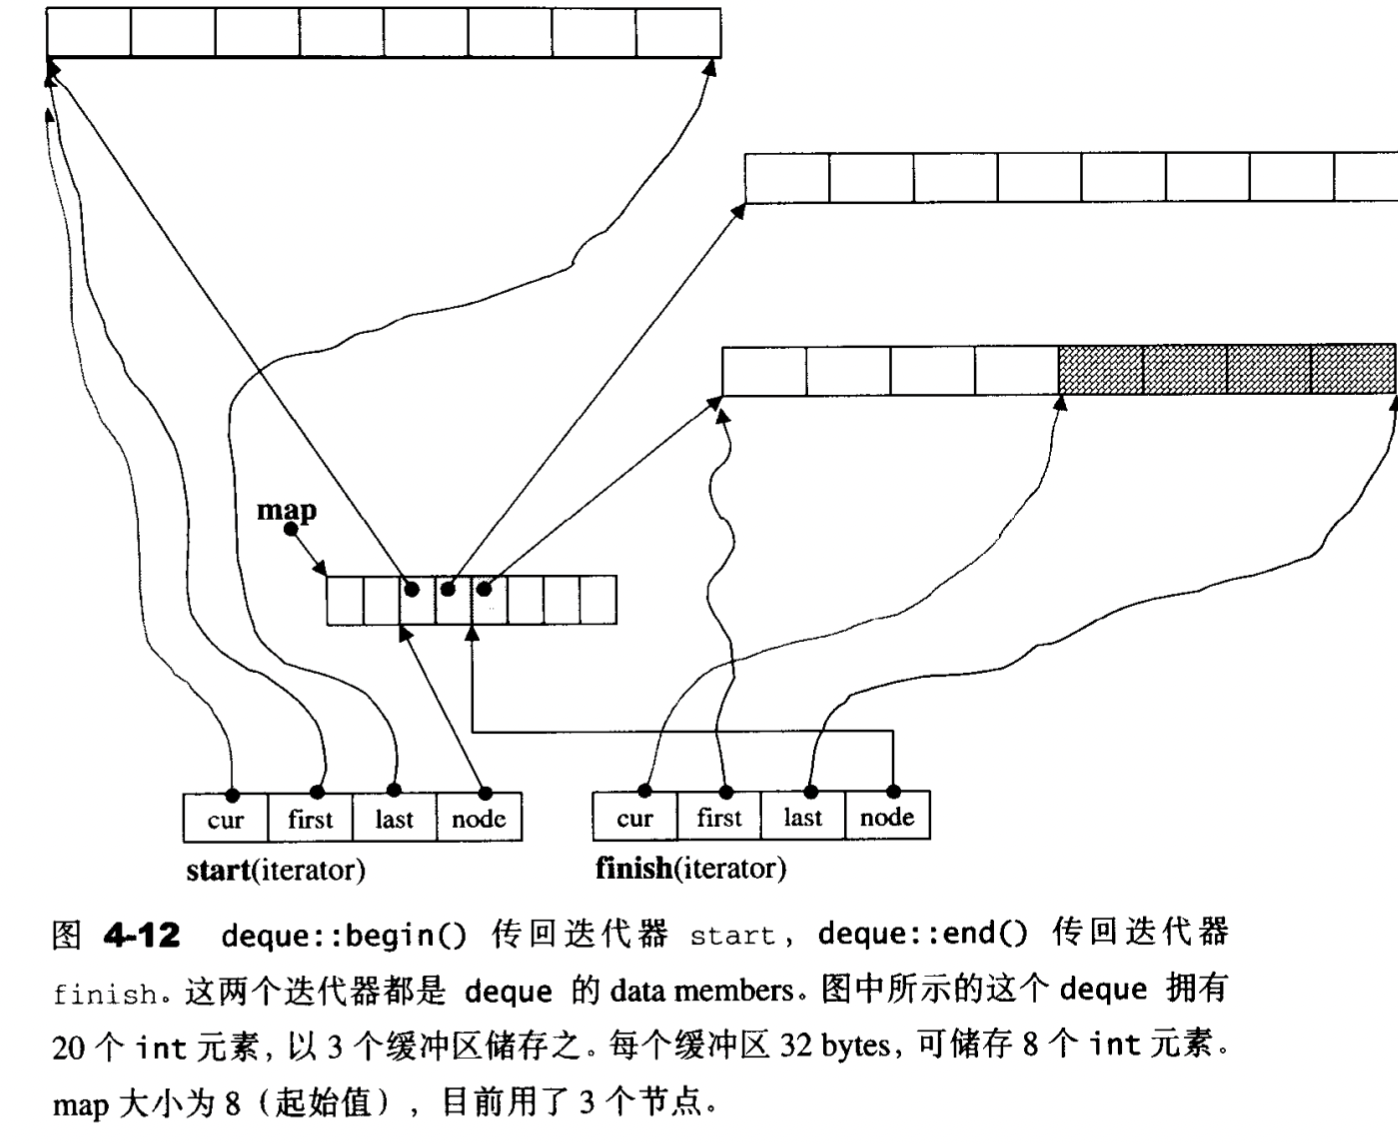 map
cur first last node
start(iterator)
cur first last node
finish(iterator)
图 4-12 deque::begin() 传回迭代器 start，deque::end() 传回迭代器
finish。这两个迭代器都是 deque 的 data members。图中所示的这个 deque 拥有
20 个 int 元素，以 3 个缓冲区储存之。每个缓冲区 32 bytes，可储存 8 个 int 元素。
map 大小为 8（起始值），目前用了 3 个节点。